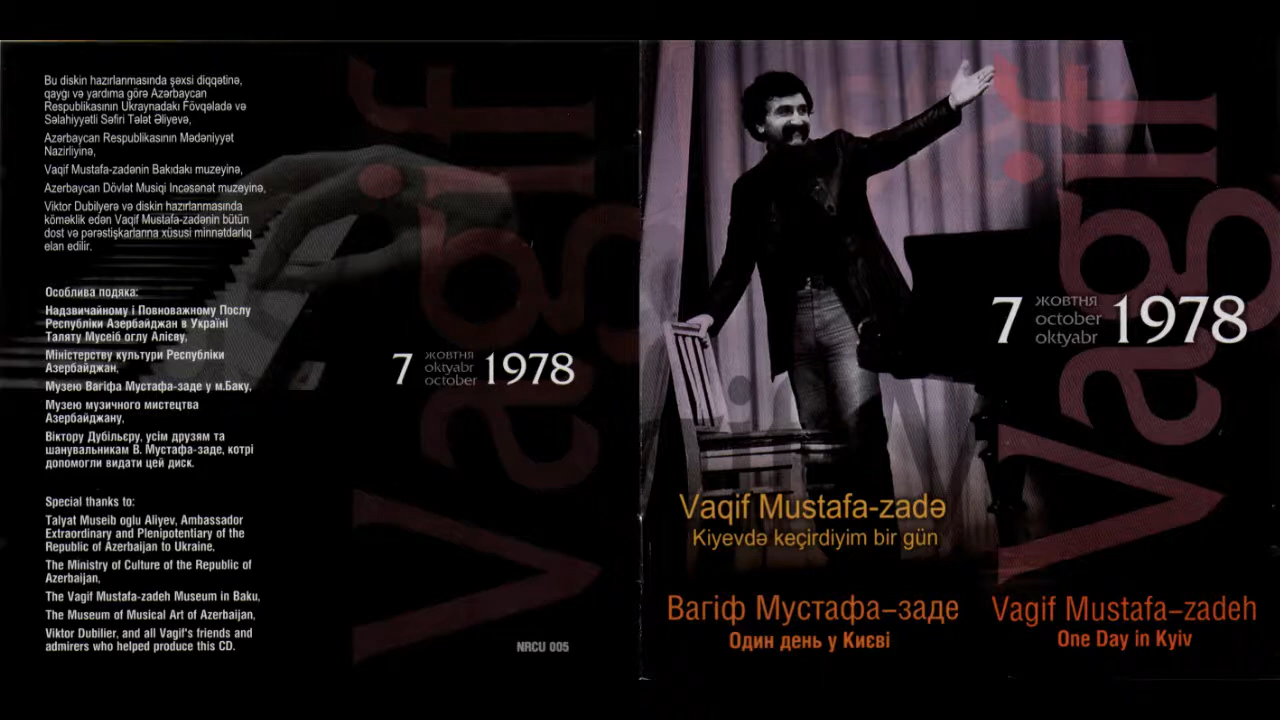 Bu diskin hazırlanmasında şəxsi diqqətinə,
qayğı və yardıma görə Azərbaycan
Respublikasının Ukraynadakı Fövqəladə və
Səlahiyyətli Səfiri Tələt Əliyevə,
Azərbaycan Respublikasının Mədəniyyət
Nazirliyinə,
Vaqif Mustafa-zadənin Bakıdakı muzeyinə,
Azerbaycan Dövlət Musiqi Incəsənət muzeyinə,
Viktor Dubilyerə və diskin hazırlanmasında
köməklik edən Vaqif Mustafa-zadənin bütün
dost və pərəstişkarlarına xüsusi minnətdarlıq
elan edilir.
Особлива подяка:
Надзвичайному і Повноважному Послу
Республіки Азербайджан в Україні
Таляту Мусеіб оглу Алієву,
Міністерству культури Республіки
Азербайджан,
Музею Вагіфа Мустафа-заде у м.Баку,
Музею музичного мистецтва
Азербайджану,
Віктору Дубільєру, усім друзям та
шанувальникам В. Мустафа-заде, котрі
допомогли видати цей диск.
Special thanks to:
Talyat Museib oglu Aliyev, Ambassador
Extraordinary and Plenipotentiary of the
Republic of Azerbaijan to Ukraine,
The Ministry of Culture of the Republic of
Azerbaijan,
The Vagif Mustafa-zadeh Museum in Baku,
The Museum of Musical Art of Azerbaijan,
Viktor Dubilier, and all Vagif's friends and
admirers who helped produce this CD.
Vagif
7 жовтня oktyabr october 1978
NRCU 005
Vagif
7 жовтня october oktyabr 1978
Vaqif Mustafa-zadə
Kiyevdə keçirdiyim bir gün
Вагіф Мустафа-заде
Один день у Києві
Vagif Mustafa-zadeh
One Day in Kyiv